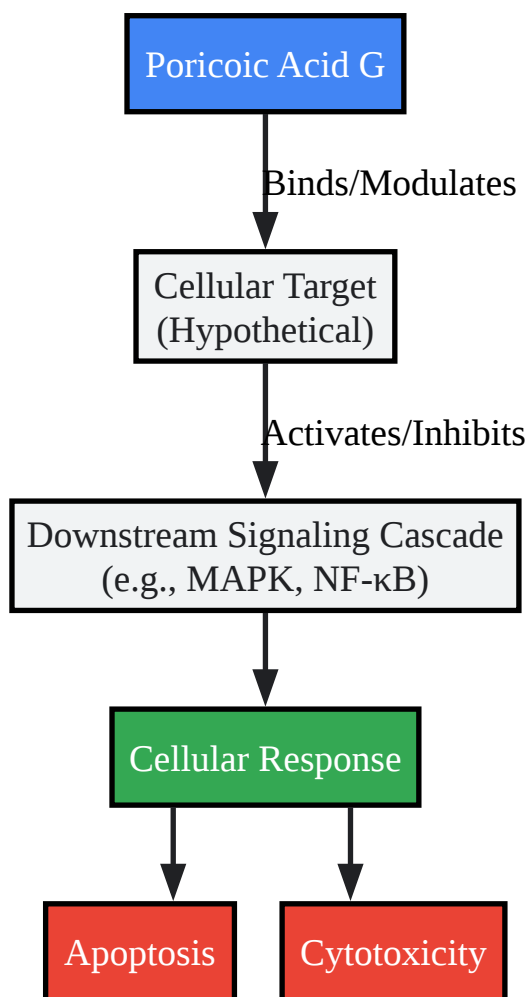 Poricoic Acid G
Binds/Modulates
Cellular Target
(Hypothetical)
Activates/Inhibits
Downstream Signaling Cascade
(e.g., MAPK, NF-κB)
Cellular Response
Apoptosis
Cytotoxicity